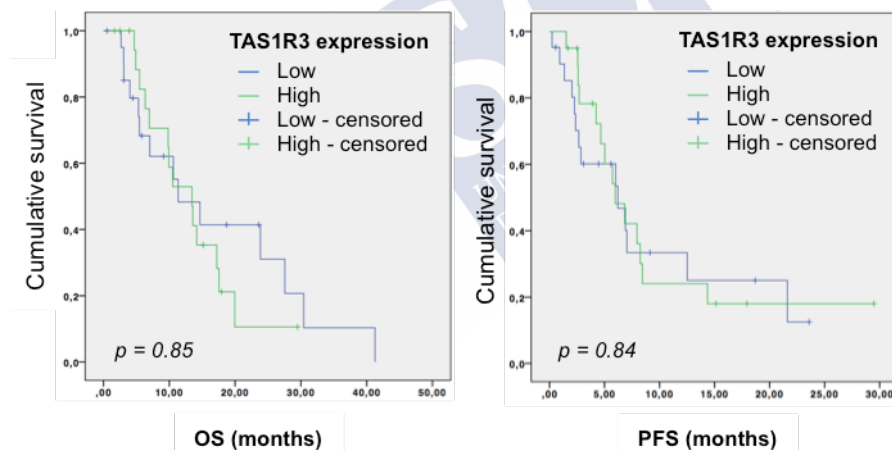 TAS1R3 expression
Low
High
Low - censored
High - censored
Cumulative survival
1,0
0,8
0,6
0,4
0,2
0,0
p = 0.85
,00
10,00
20,00
30,00
40,00
50,00
OS (months)
TAS1R3 expression
Low
High
Low - censored
High - censored
Cumulative survival
1,0
0,8
0,6
0,4
0,2
0,0
p = 0.84
,00
5,00
10,00
15,00
20,00
25,00
30,00
PFS (months)